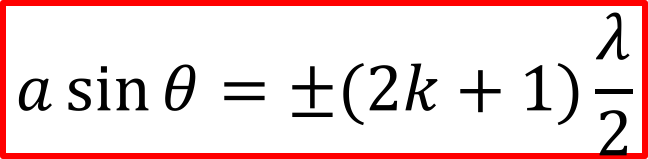 a sin θ = ±(2k + 1) λ/2